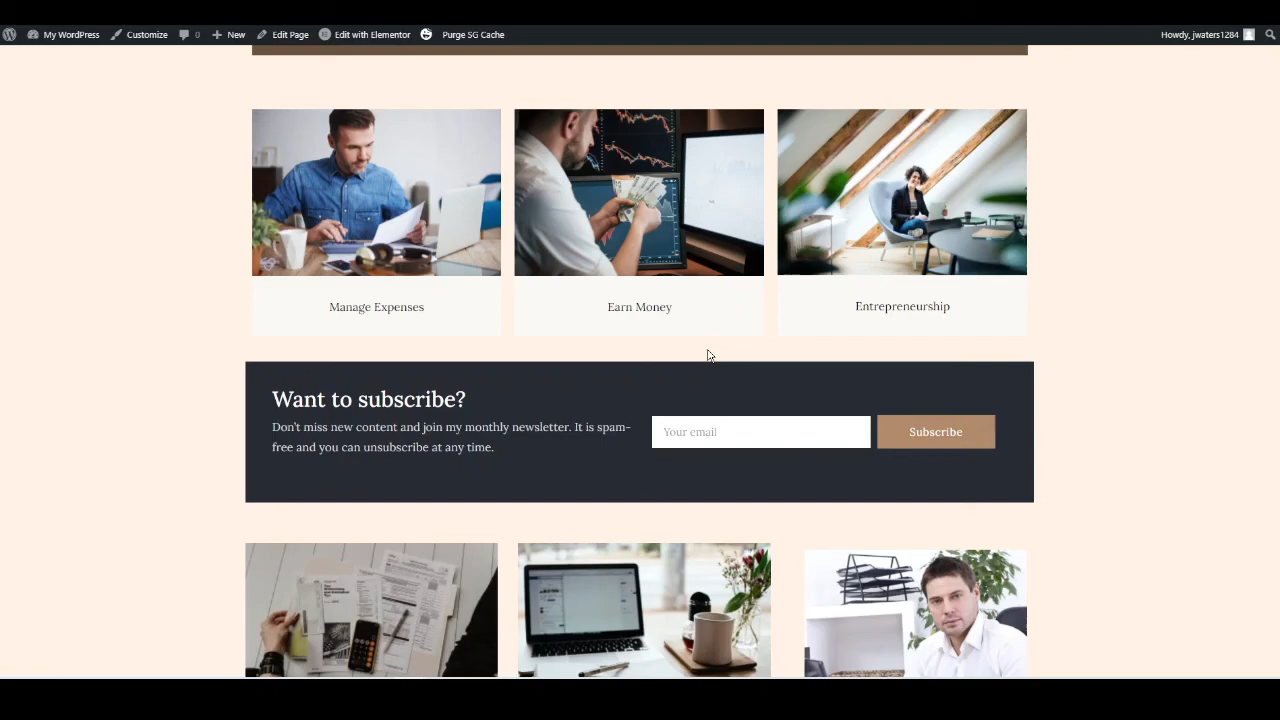 My WordPress Customize 0 New Edit Page Edit with Elementor Purge SG Cache Howdy, jwaters1284
Manage Expenses
Earn Money
Entrepreneurship
Want to subscribe?
Don't miss new content and join my monthly newsletter. It is spam-
free and you can unsubscribe at any time.
Your email
Subscribe